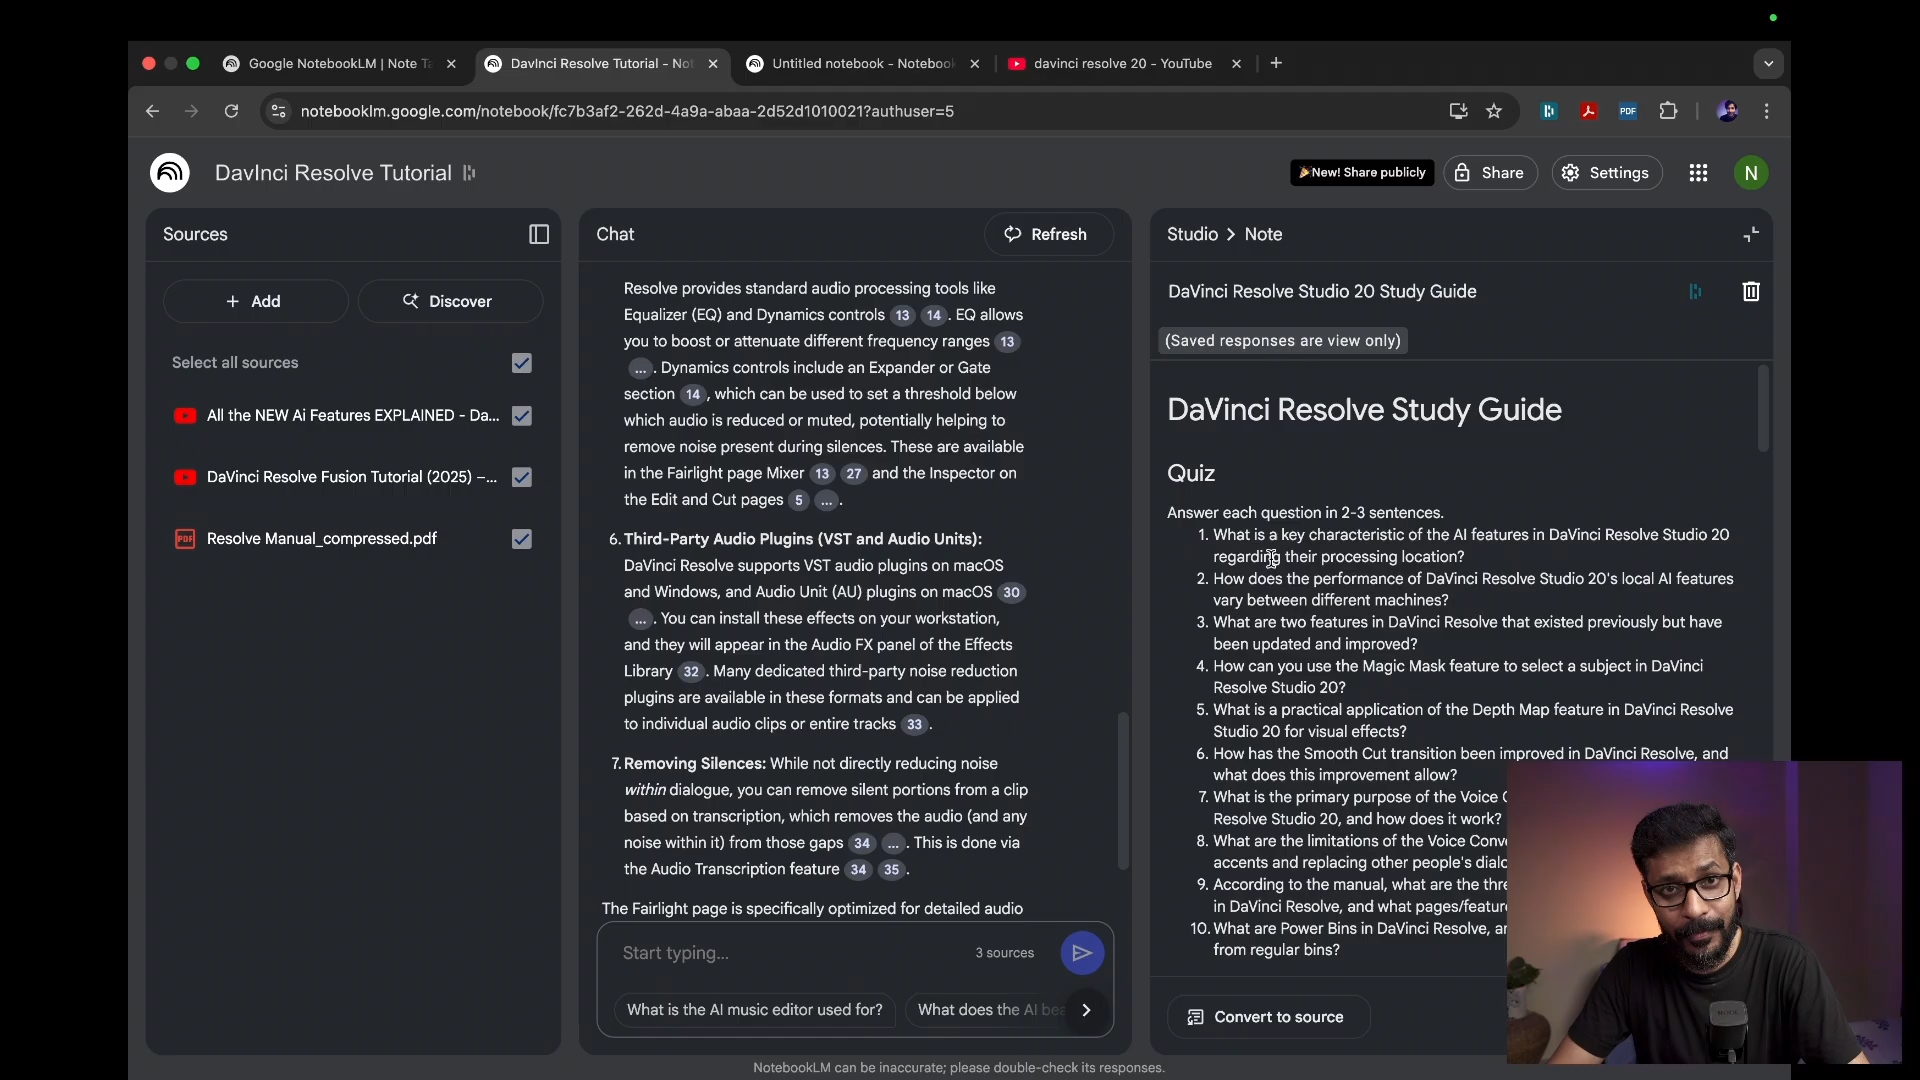 Google NotebookLM | Note Ta
DavInci Resolve Tutorial - Not
Untitled notebook - Notebook
davinci resolve 20 - YouTube
notebooklm.google.com/notebook/fc7b3af2-262d-4a9a-abaa-2d52d1010021?authuser=5
PDF
DavInci Resolve Tutorial
New! Share publicly
Share
Settings
N
Sources
Add
Discover
Select all sources
All the NEW Ai Features EXPLAINED - Da...
DaVinci Resolve Fusion Tutorial (2025) –...
PDF
Resolve Manual_compressed.pdf
Chat
Refresh
Resolve provides standard audio processing tools like
Equalizer (EQ) and Dynamics controls 13 14 . EQ allows
you to boost or attenuate different frequency ranges 13
... . Dynamics controls include an Expander or Gate
section 14 , which can be used to set a threshold below
which audio is reduced or muted, potentially helping to
remove noise present during silences. These are available
in the Fairlight page Mixer 13 27 and the Inspector on
the Edit and Cut pages 5 ... .
6. Third-Party Audio Plugins (VST and Audio Units):
DaVinci Resolve supports VST audio plugins on macOS
and Windows, and Audio Unit (AU) plugins on macOS 30
... . You can install these effects on your workstation,
and they will appear in the Audio FX panel of the Effects
Library 32 . Many dedicated third-party noise reduction
plugins are available in these formats and can be applied
to individual audio clips or entire tracks 33 .
7. Removing Silences: While not directly reducing noise
within dialogue, you can remove silent portions from a clip
based on transcription, which removes the audio (and any
noise within it) from those gaps 34 ... . This is done via
the Audio Transcription feature 34 35 .
The Fairlight page is specifically optimized for detailed audio
Start typing...
3 sources
What is the AI music editor used for?
What does the AI bea
Studio > Note
DaVinci Resolve Studio 20 Study Guide
(Saved responses are view only)
DaVinci Resolve Study Guide
Quiz
Answer each question in 2-3 sentences.
1. What is a key characteristic of the AI features in DaVinci Resolve Studio 20
regarding their processing location?
2. How does the performance of DaVinci Resolve Studio 20's local AI features
vary between different machines?
3. What are two features in DaVinci Resolve that existed previously but have
been updated and improved?
4. How can you use the Magic Mask feature to select a subject in DaVinci
Resolve Studio 20?
5. What is a practical application of the Depth Map feature in DaVinci Resolve
Studio 20 for visual effects?
6. How has the Smooth Cut transition been improved in DaVinci Resolve, and
what does this improvement allow?
7. What is the primary purpose of the Voice C
Resolve Studio 20, and how does it work?
8. What are the limitations of the Voice Conve
accents and replacing other people's dialo
9. According to the manual, what are the thre
in DaVinci Resolve, and what pages/feature
10. What are Power Bins in DaVinci Resolve, an
from regular bins?
Convert to source
NotebookLM can be inaccurate; please double-check its responses.